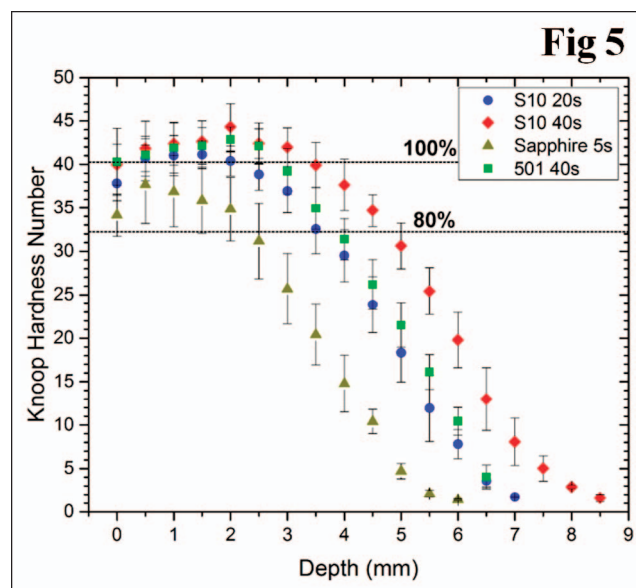 Fig 5
50
45
40
35
30
25
20
15
10
5
0
Knoop Hardness Number
S10 20s
S10 40s
Sapphire 5s
501 40s
100%
80%
0 1 2 3 4 5 6 7 8 9
Depth (mm)